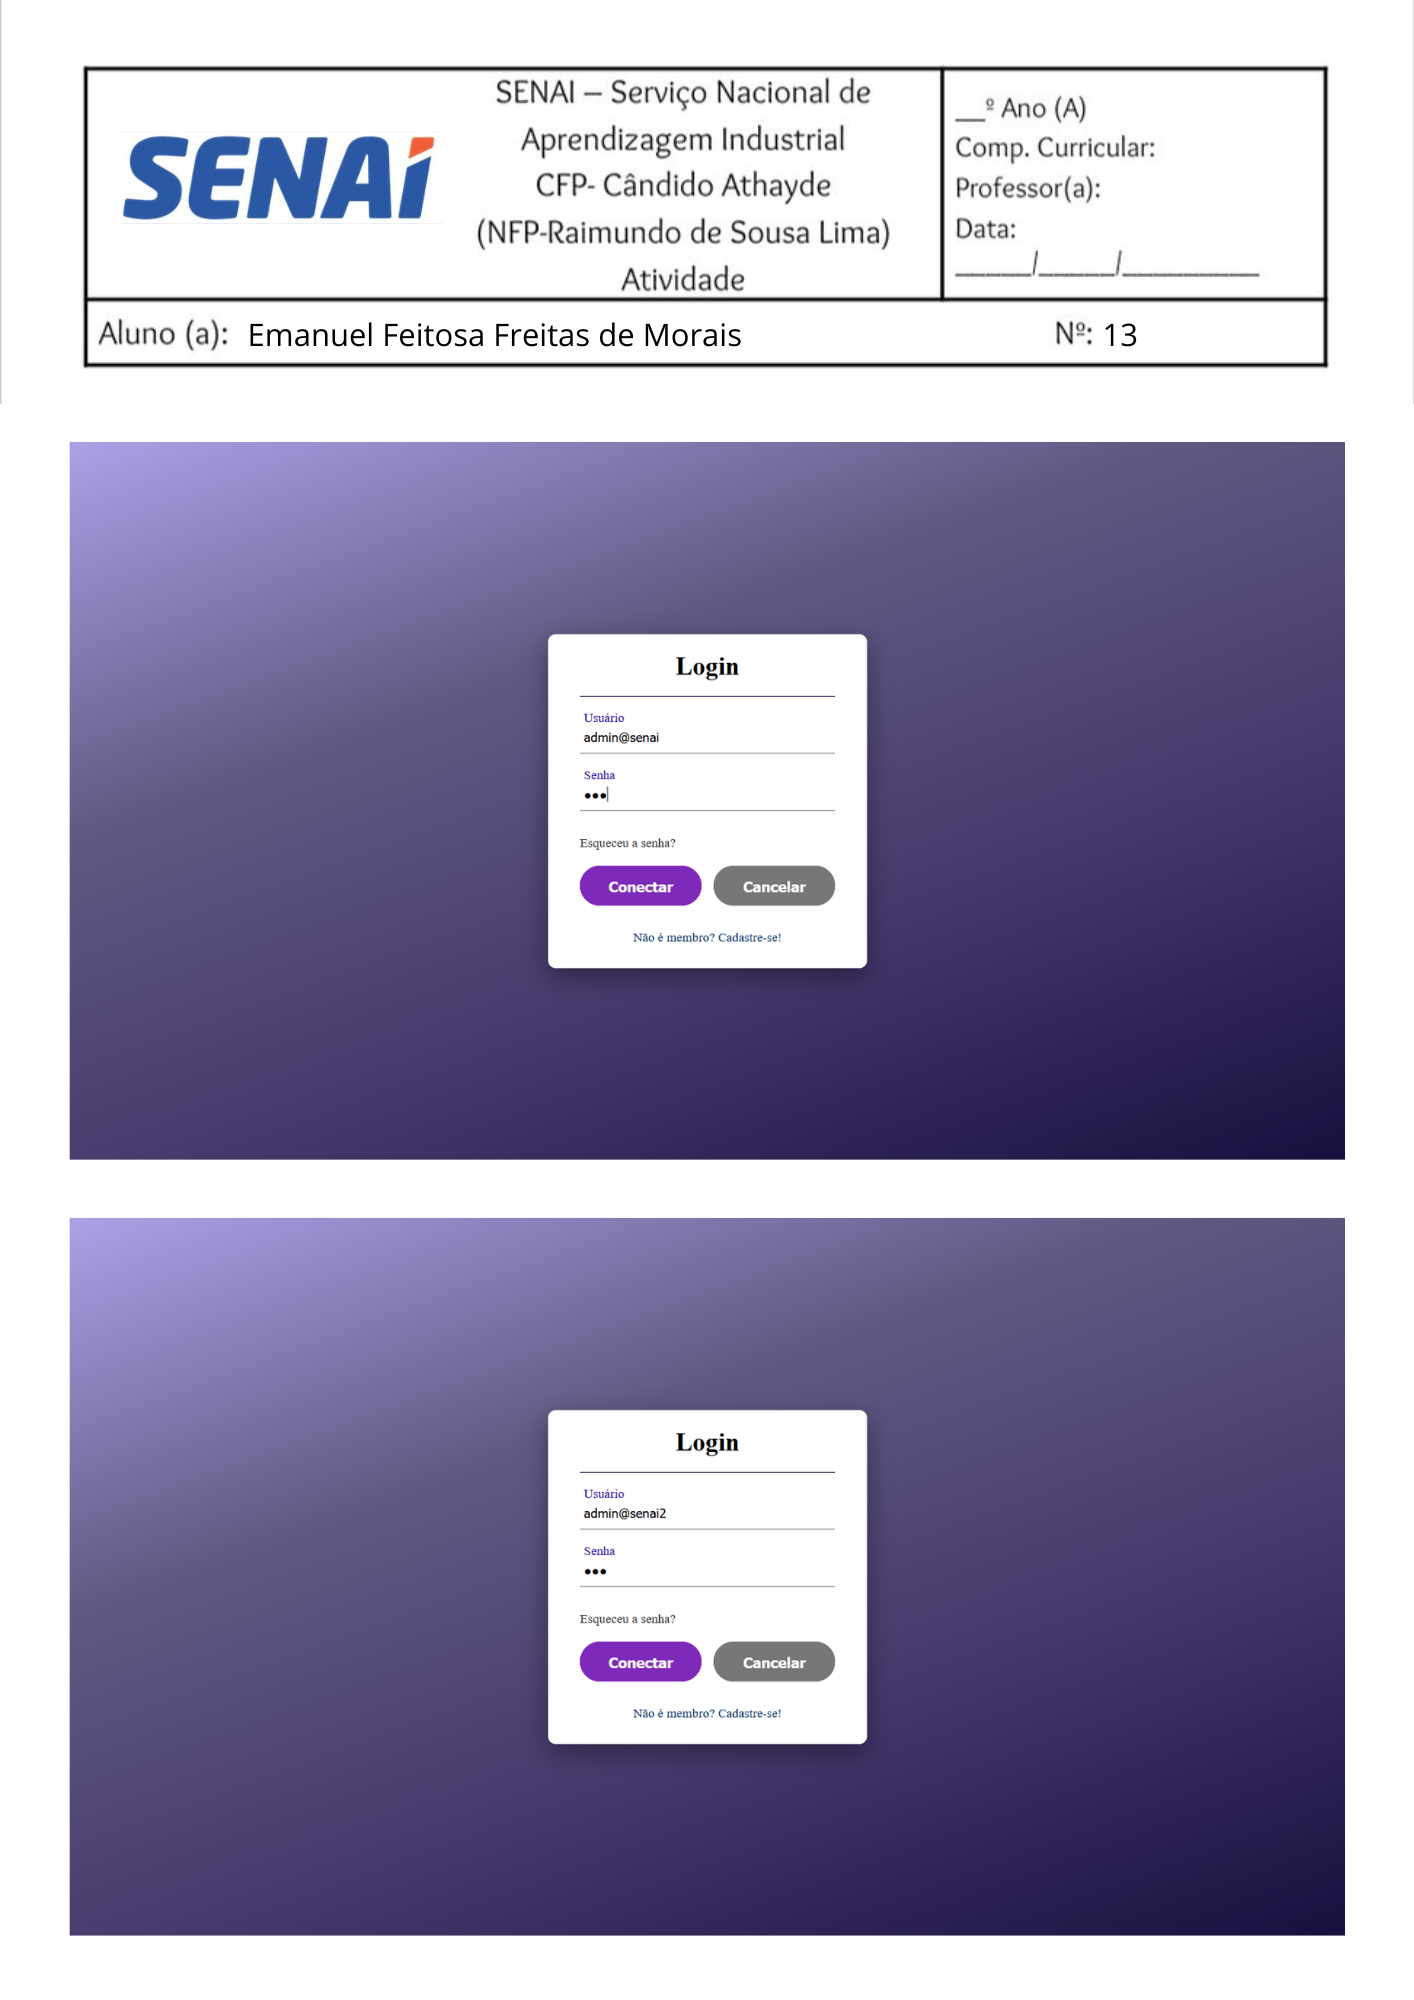 SENAI
SENAI – Serviço Nacional de
Aprendizagem Industrial
CFP- Cândido Athayde
(NFP-Raimundo de Sousa Lima)
Atividade
__º Ano (A)
Comp. Curricular:
Professor(a):
Data:
_____/_____/_________
Aluno (a): Emanuel Feitosa Freitas de Morais Nº: 13
Login
Usuário
admin@senai
Senha
•••
Esqueceu a senha?
Conectar Cancelar
Não é membro? Cadastre-se!
Login
Usuário
admin@senai2
Senha
•••
Esqueceu a senha?
Conectar Cancelar
Não é membro? Cadastre-se!